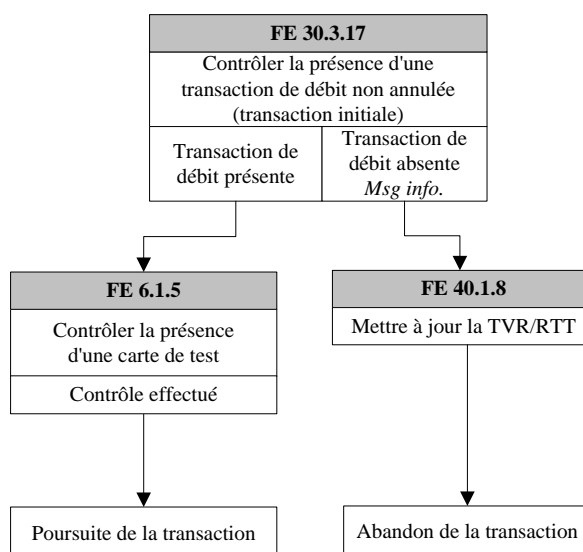 FE 30.3.17
Contrôler la présence d'une
transaction de débit non annulée
(transaction initiale)
Transaction de
débit présente
Transaction de
débit absente
Msg info.
FE 6.1.5
Contrôler la présence
d'une carte de test
Contrôle effectué
FE 40.1.8
Mettre à jour la TVR/RTT
Poursuite de la transaction
Abandon de la transaction